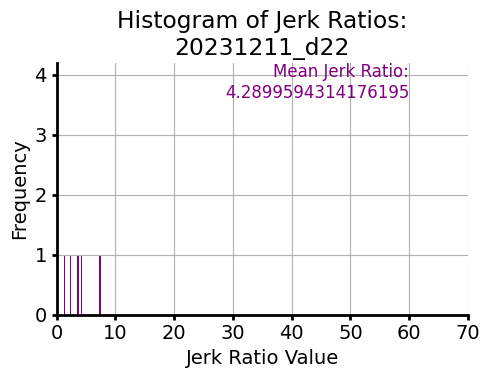 Histogram of Jerk Ratios:
20231211_d22
Mean Jerk Ratio:
4.2899594314176195
4
3
2
1
0
Frequency
0 10 20 30 40 50 60 70
Jerk Ratio Value